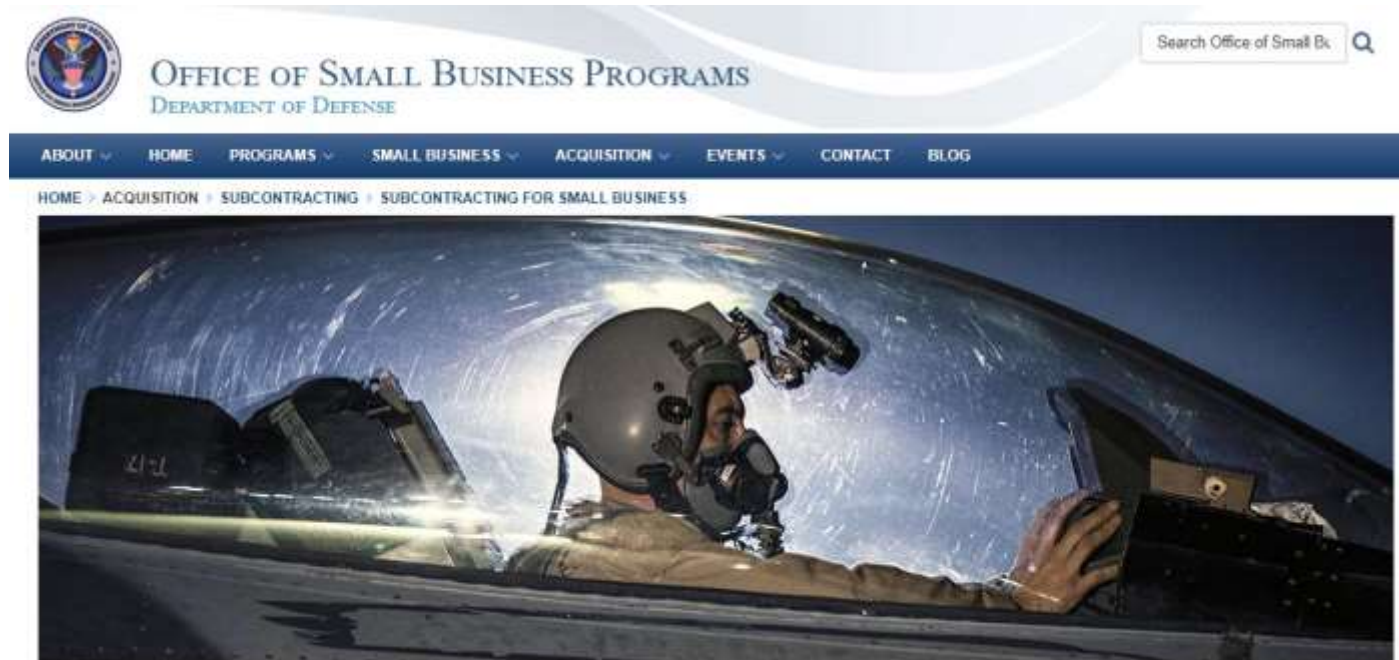 OFFICE OF SMALL BUSINESS PROGRAMS
DEPARTMENT OF DEFENSE
Search Office of Small Bu
ABOUT HOME PROGRAMS SMALL BUSINESS ACQUISITION EVENTS CONTACT BLOG
HOME > ACQUISITION > SUBCONTRACTING > SUBCONTRACTING FOR SMALL BUSINESS